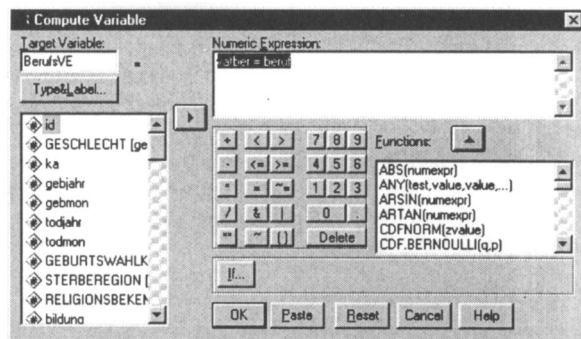 Compute Variable
Target Variable:
BerufsVE
=
Numeric Expression:
vatber = beruf
Type&Label...
id
GESCHLECHT [ge
ka
gebjahr
gebmon
todjahr
todmon
GEBURTSWAHLK
STERBEREGION [
RELIGIONSBEKEN
bildung
+ < > 7 8 9
- <= >= 4 5 6
* = ~= 1 2 3
/ & | 0 .
** ~ () Delete
Functions:
ABS(numexpr)
ANY(test,value,value,...)
ARSIN(numexpr)
ARTAN(numexpr)
CDFNORM(zvalue)
CDF.BERNOULLI(q,p)
If...
OK Paste Reset Cancel Help